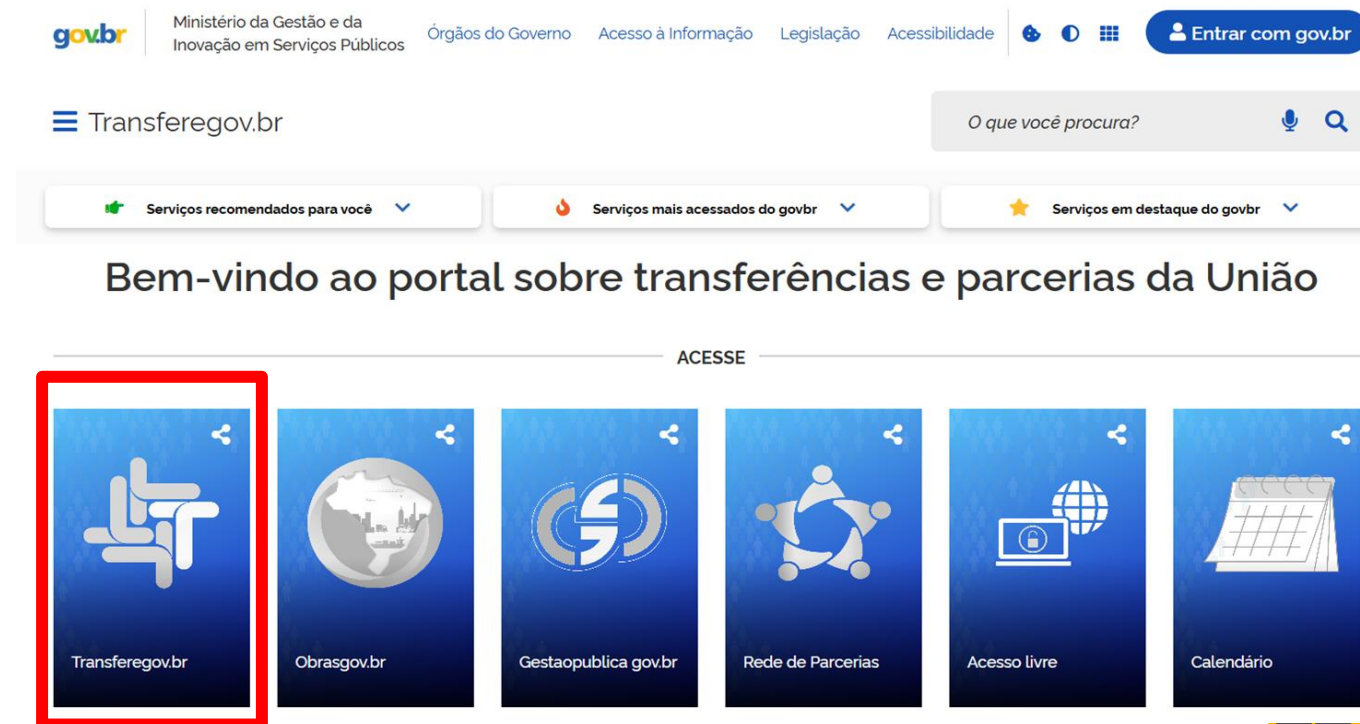 gov.br
Ministério da Gestão e da
Inovação em Serviços Públicos
Órgãos do Governo Acesso à Informação Legislação Acessibilidade
Entrar com gov.br
Transferegov.br
O que você procura?
Serviços recomendados para você
Serviços mais acessados do govbr
Serviços em destaque do govbr
Bem-vindo ao portal sobre transferências e parcerias da União
ACESSE
Transferegov.br
Obrasgov.br
Gestaopublica gov.br
Rede de Parcerias
Acesso livre
Calendário